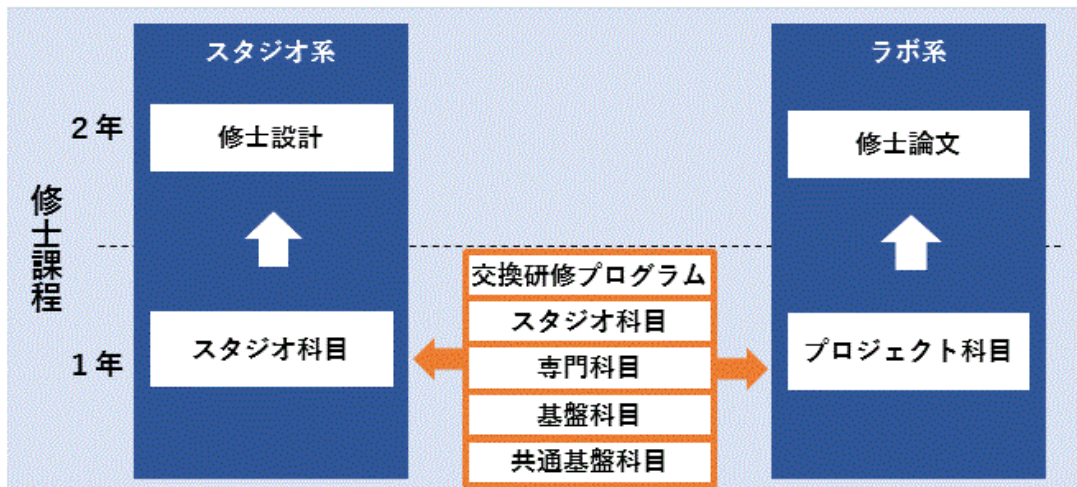 スタジオ系
ラボ系
2年
修士設計
修士論文
修士課程
交換研修プログラム
スタジオ科目
スタジオ科目
プロジェクト科目
1年
専門科目
基盤科目
共通基盤科目